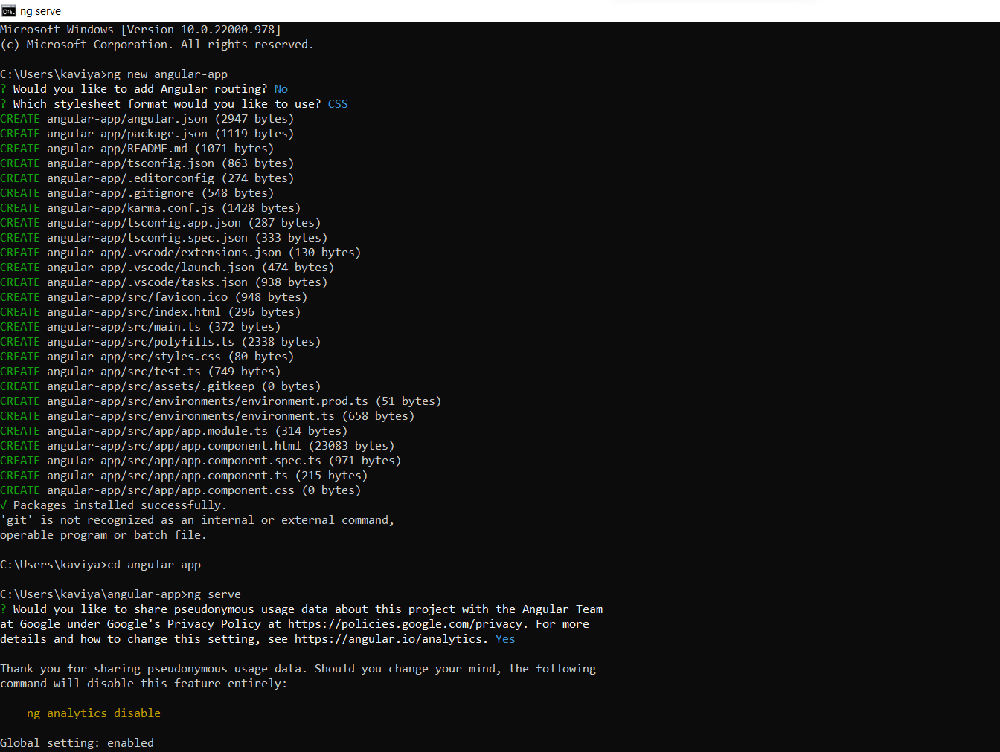 ng serve
Microsoft Windows [Version 10.0.22000.978]
(c) Microsoft Corporation. All rights reserved.
C:\Users\kaviya>ng new angular-app
? Would you like to add Angular routing? No
? Which stylesheet format would you like to use? CSS
CREATE angular-app/angular.json (2947 bytes)
CREATE angular-app/package.json (1119 bytes)
CREATE angular-app/README.md (1071 bytes)
CREATE angular-app/tsconfig.json (863 bytes)
CREATE angular-app/.editorconfig (274 bytes)
CREATE angular-app/.gitignore (548 bytes)
CREATE angular-app/karma.conf.js (1428 bytes)
CREATE angular-app/tsconfig.app.json (287 bytes)
CREATE angular-app/tsconfig.spec.json (333 bytes)
CREATE angular-app/.vscode/extensions.json (130 bytes)
CREATE angular-app/.vscode/launch.json (474 bytes)
CREATE angular-app/.vscode/tasks.json (938 bytes)
CREATE angular-app/src/favicon.ico (948 bytes)
CREATE angular-app/src/index.html (296 bytes)
CREATE angular-app/src/main.ts (372 bytes)
CREATE angular-app/src/polyfills.ts (2338 bytes)
CREATE angular-app/src/styles.css (80 bytes)
CREATE angular-app/src/test.ts (749 bytes)
CREATE angular-app/src/assets/.gitkeep (0 bytes)
CREATE angular-app/src/environments/environment.prod.ts (51 bytes)
CREATE angular-app/src/environments/environment.ts (658 bytes)
CREATE angular-app/src/app/app.module.ts (314 bytes)
CREATE angular-app/src/app/app.component.html (23083 bytes)
CREATE angular-app/src/app/app.component.spec.ts (971 bytes)
CREATE angular-app/src/app/app.component.ts (215 bytes)
CREATE angular-app/src/app/app.component.css (0 bytes)
√ Packages installed successfully.
'git' is not recognized as an internal or external command,
operable program or batch file.
C:\Users\kaviya>cd angular-app
C:\Users\kaviya\angular-app>ng serve
? Would you like to share pseudonymous usage data about this project with the Angular Team
at Google under Google's Privacy Policy at https://policies.google.com/privacy. For more
details and how to change this setting, see https://angular.io/analytics. Yes
Thank you for sharing pseudonymous usage data. Should you change your mind, the following
command will disable this feature entirely:
ng analytics disable
Global setting: enabled